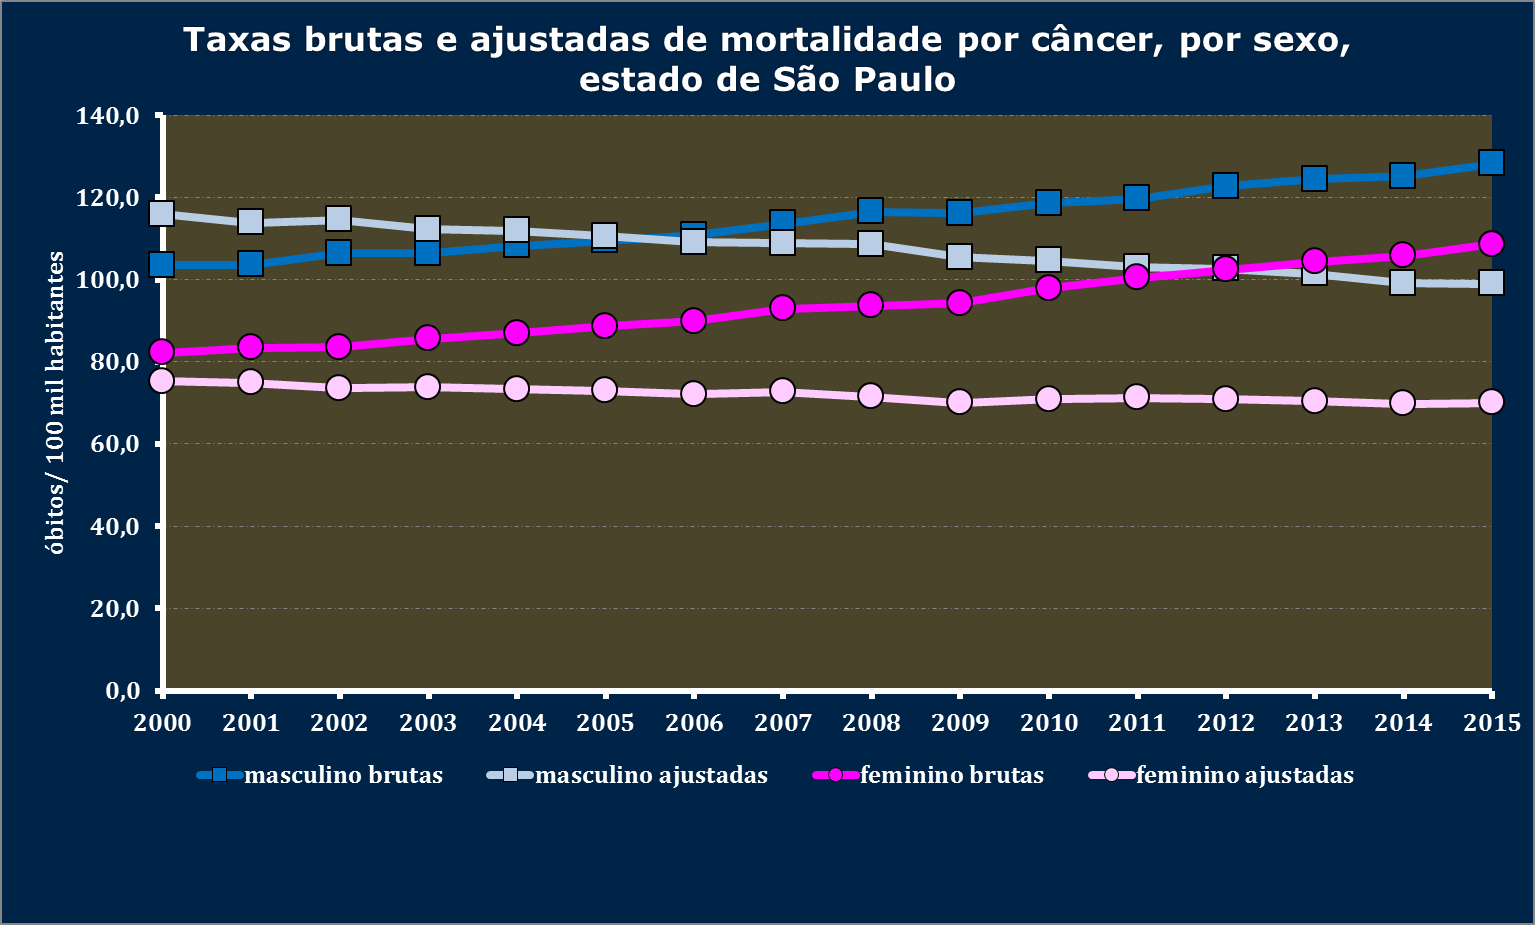 Taxas brutas e ajustadas de mortalidade por câncer, por sexo,
estado de São Paulo
140,0
120,0
100,0
80,0
60,0
40,0
20,0
0,0
óbitos/ 100 mil habitantes
2000 2001 2002 2003 2004 2005 2006 2007 2008 2009 2010 2011 2012 2013 2014 2015
masculino brutas masculino ajustadas feminino brutas feminino ajustadas